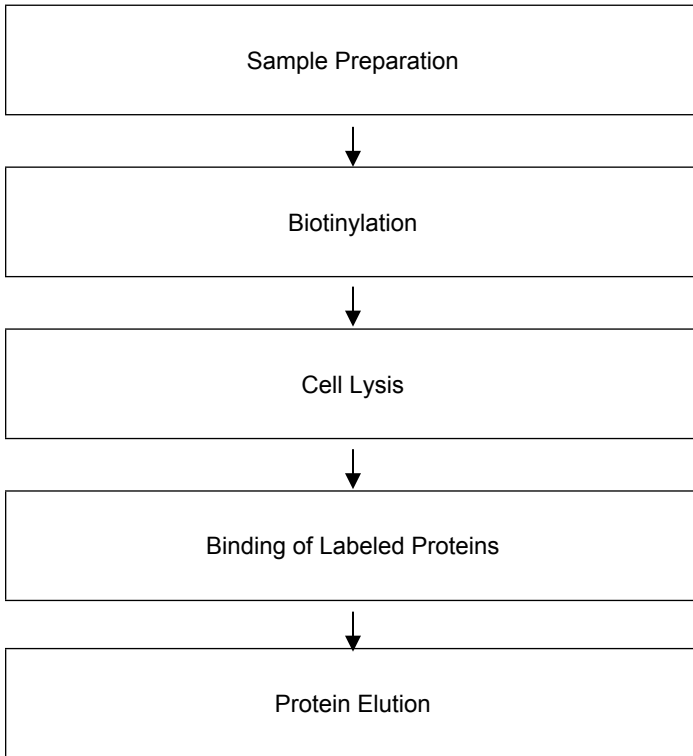 Sample Preparation
Biotinylation
Cell Lysis
Binding of Labeled Proteins
Protein Elution